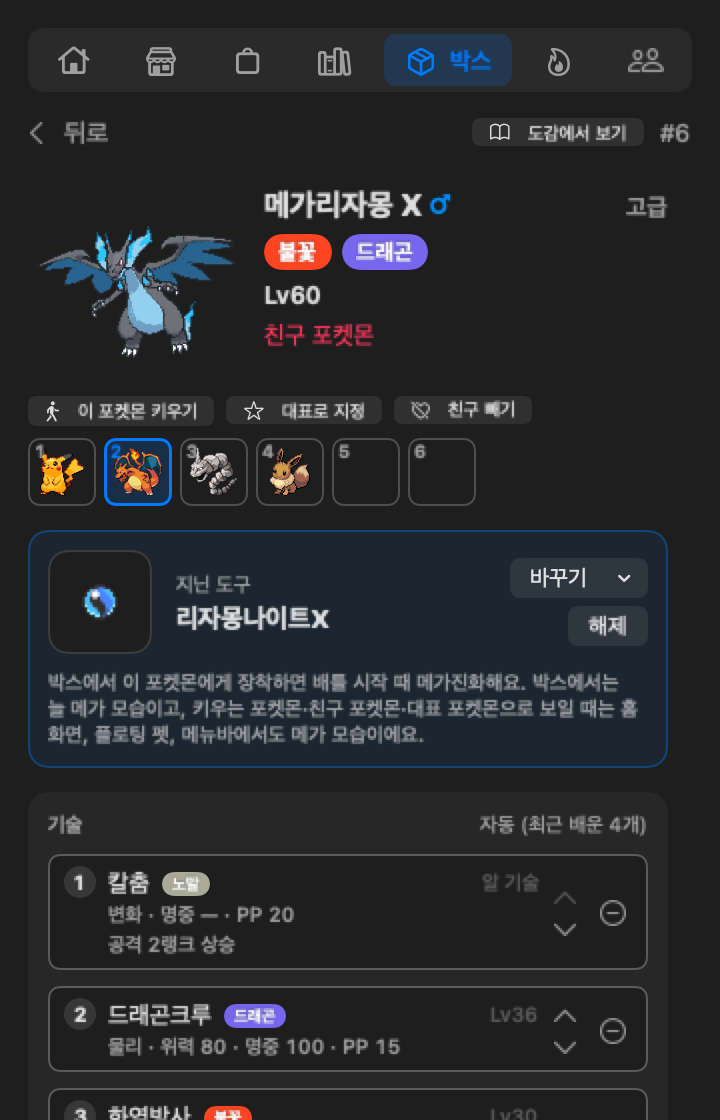 박스
뒤로
도감에서 보기
#6
메가리자몽 X ♂
고급
불꽃 드래곤
Lv60
친구 포켓몬
이 포켓몬 키우기
대표로 지정
친구 빼기
1 2 3 4 5 6
지닌 도구
리자몽나이트X
바꾸기
해제
박스에서 이 포켓몬에게 장착하면 배틀 시작 때 메가진화해요. 박스에서는
늘 메가 모습이고, 키우는 포켓몬·친구 포켓몬·대표 포켓몬으로 보일 때는 홈
화면, 플로팅 펫, 메뉴바에서도 메가 모습이에요.
기술
자동 (최근 배운 4개)
1 칼춤 노말 알 기술
변화 · 명중 — · PP 20
공격 2랭크 상승
2 드래곤크루 드래곤 Lv36
물리 · 위력 80 · 명중 100 · PP 15
3 화염방사 불꽃 Lv30